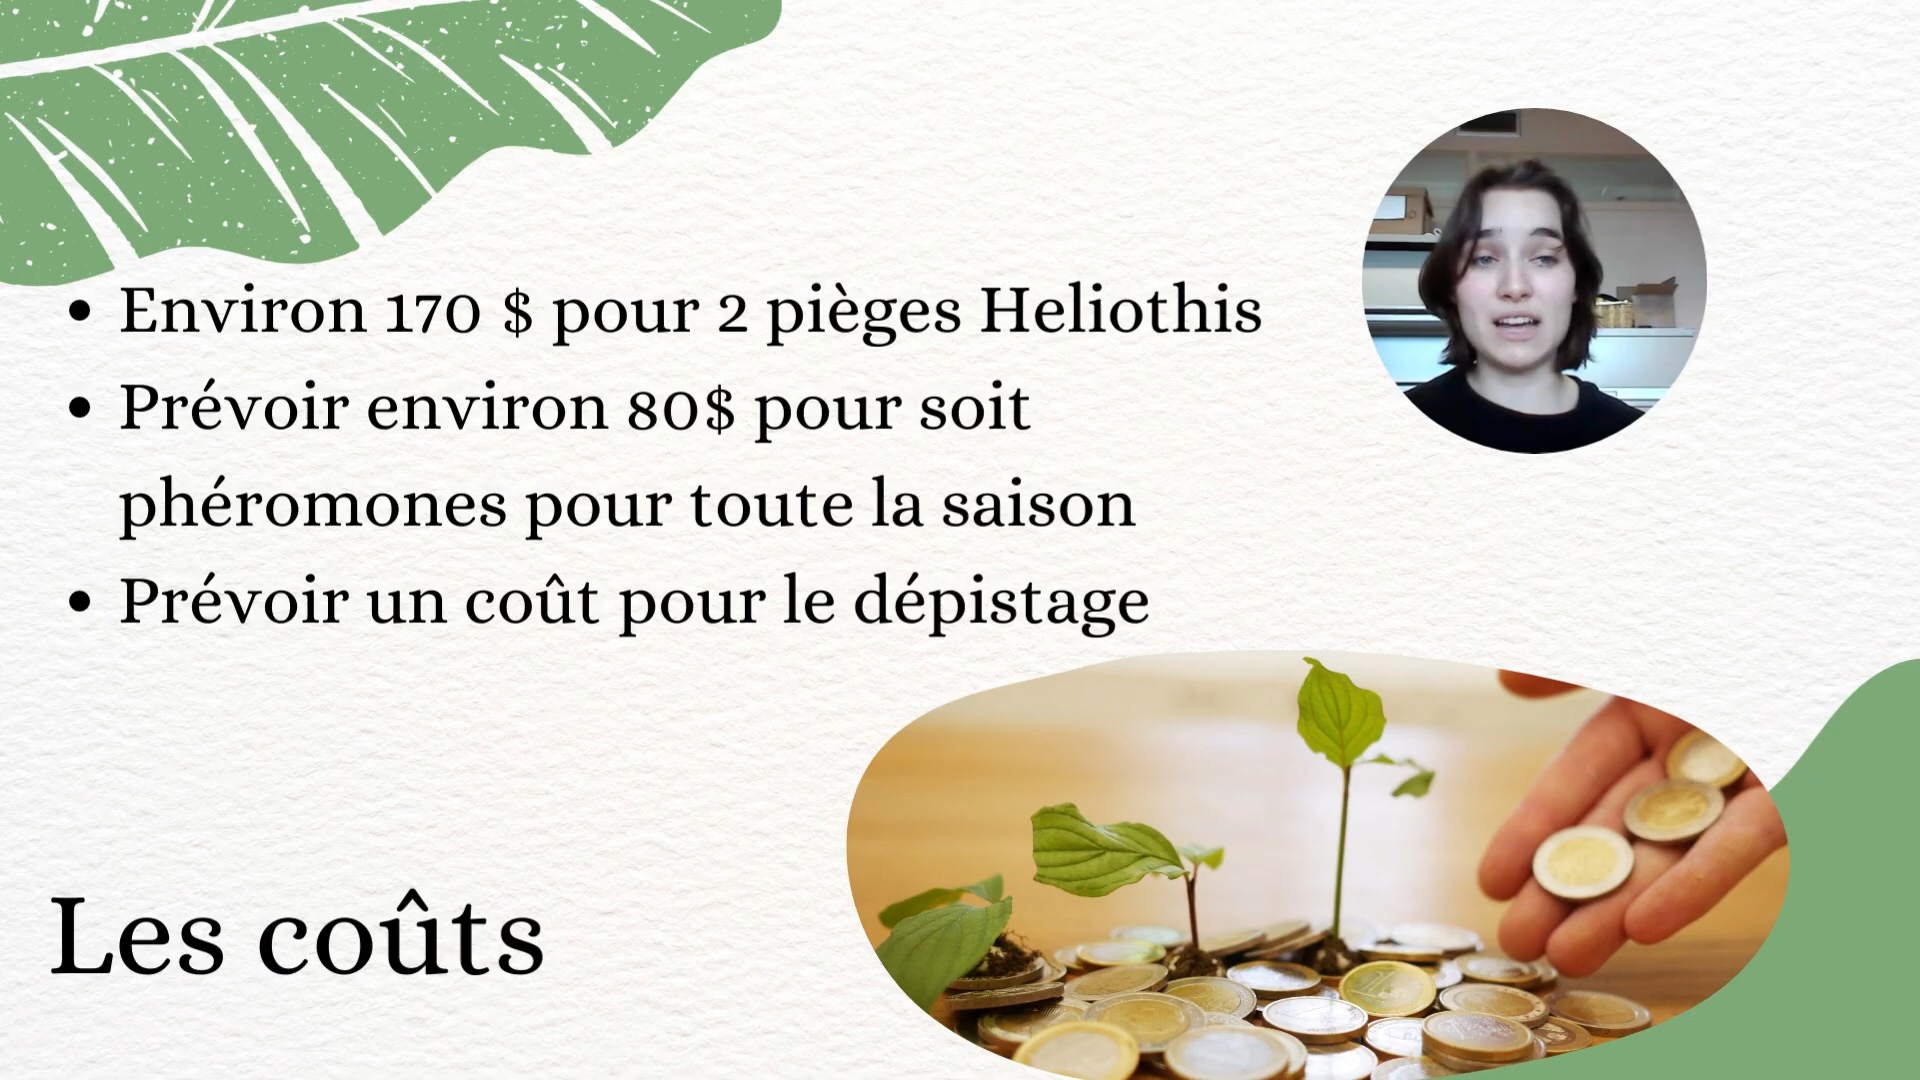 • Environ 170 $ pour 2 pièges Heliothis
• Prévoir environ 80$ pour soit
phéromones pour toute la saison
• Prévoir un coût pour le dépistage
Les coûts